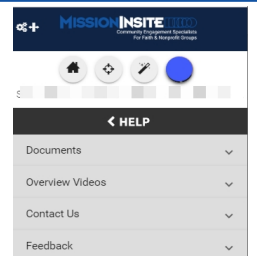 MISSIONINSITE
Community Engagement Specialists
For Faith & Nonprofit Groups
HELP
Documents
Overview Videos
Contact Us
Feedback